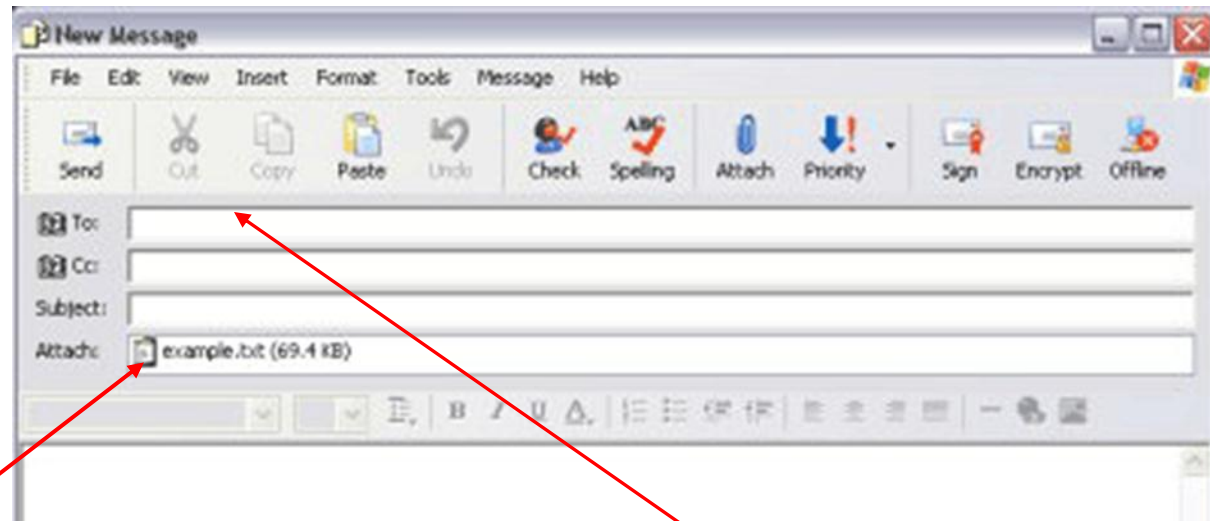 New Message
File Edit View Insert Format Tools Message Help
ABC
Send Cut Copy Paste Undo Check Spelling Attach Priority Sign Encrypt Offline
To:
Cc:
Subject:
Attach: example.txt (69.4 KB)
B I U A